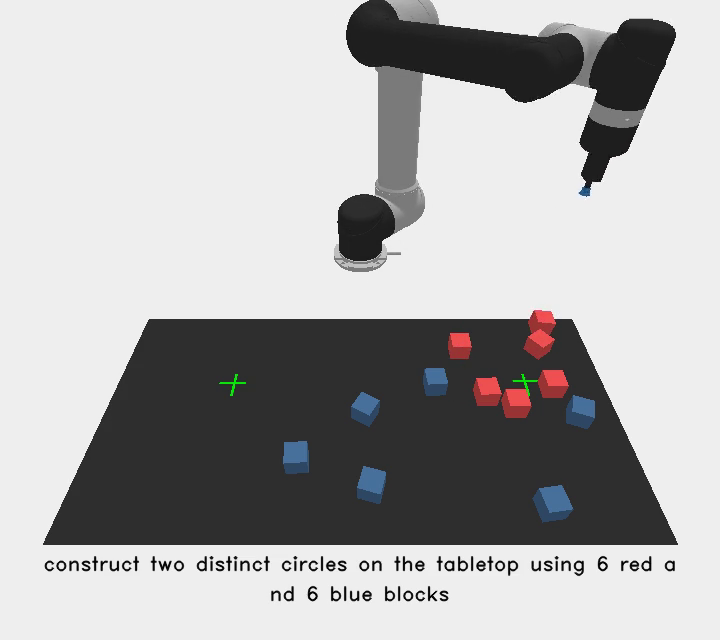 construct two distinct circles on the tabletop using 6 red a
nd 6 blue blocks